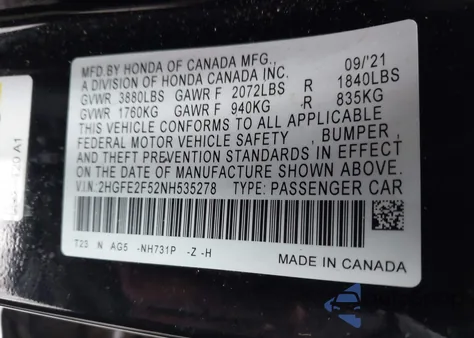 MFD.BY HONDA OF CANADA MFG.,
09/'21
A DIVISION OF HONDA CANADA INC.
GVWR 3880LBS GAWR F 2072LBS R 1840LBS
GVWR 1760KG GAWR F 940KG R 835KG
THIS VEHICLE CONFORMS TO ALL APPLICABLE
FEDERAL MOTOR VEHICLE SAFETY , BUMPER ,
AND THEFT PREVENTION STANDARDS IN EFFECT
ON THE DATE OF MANUFACTURE SHOWN ABOVE.
V.I.N: 2HGFE2F52NH535278 TYPE: PASSENGER CAR
T23 N AG5 -NH731P -Z -H
MADE IN CANADA